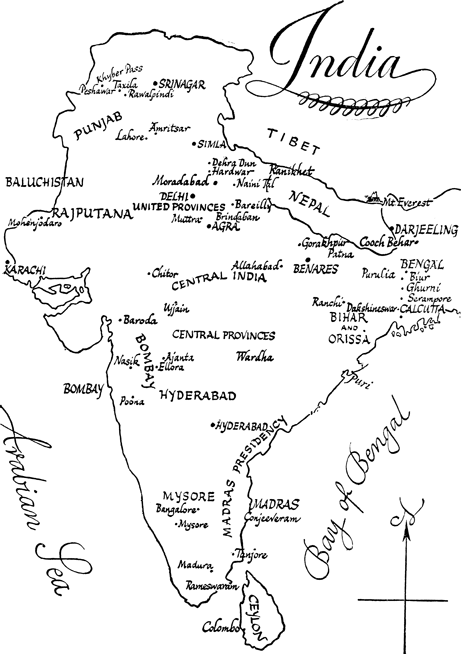 India
Khyber Pass
Peshawar Taxila
Rawalpindi
SRINAGAR
PUNJAB
Lahore
Amritsar
SIMLA
TIBET
Dehra Dun
Hardwar
Ranikhet
BALUCHISTAN
Moradabad
Naini Tal
DELHI
NEPAL
Mt. Everest
RAJPUTANA
UNITED PROVINCES
Bareilly
Mohenjodaro
Muttra
Brindaban
AGRA
DARJEELING
Gorakhpur
Cooch Behar
Patna
KARACHI
Chitor
CENTRAL INDIA
Allahabad
BENARES
Purulia
BENGAL
Bijur
Ghurni
Serampore
Ujjain
Ranchi
Dakshineswar
CALCUTTA
Baroda
BIHAR
AND
ORISSA
CENTRAL PROVINCES
BOMBAY
Nasik
Ajanta
Ellora
Wardha
BOMBAY
Poona
HYDERABAD
Puri
HYDERABAD
MADRAS PRESIDENCY
Arabian Sea
Bay of Bengal
MYSORE
Bangalore
Mysore
MADRAS
Conjeeveram
Tanjore
Madura
Rameswaram
Colombo
CEYLON